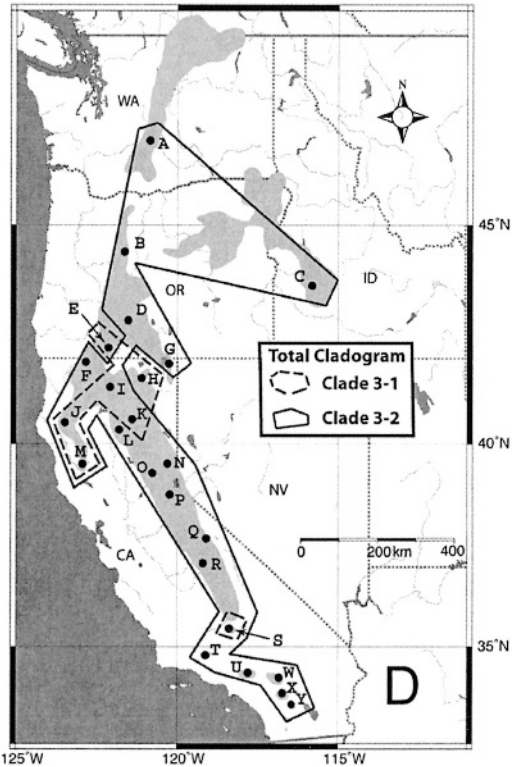 N
WA
A
45°N
B
C
ID
OR
E
D
G
F
H
I
Total Cladogram
Clade 3-1
Clade 3-2
J
K
L
40°N
M
N
O
P
NV
Q
0
200km
400
CA
R
S
T
35°N
U
W
X
Y
D
125°W
120°W
115°W